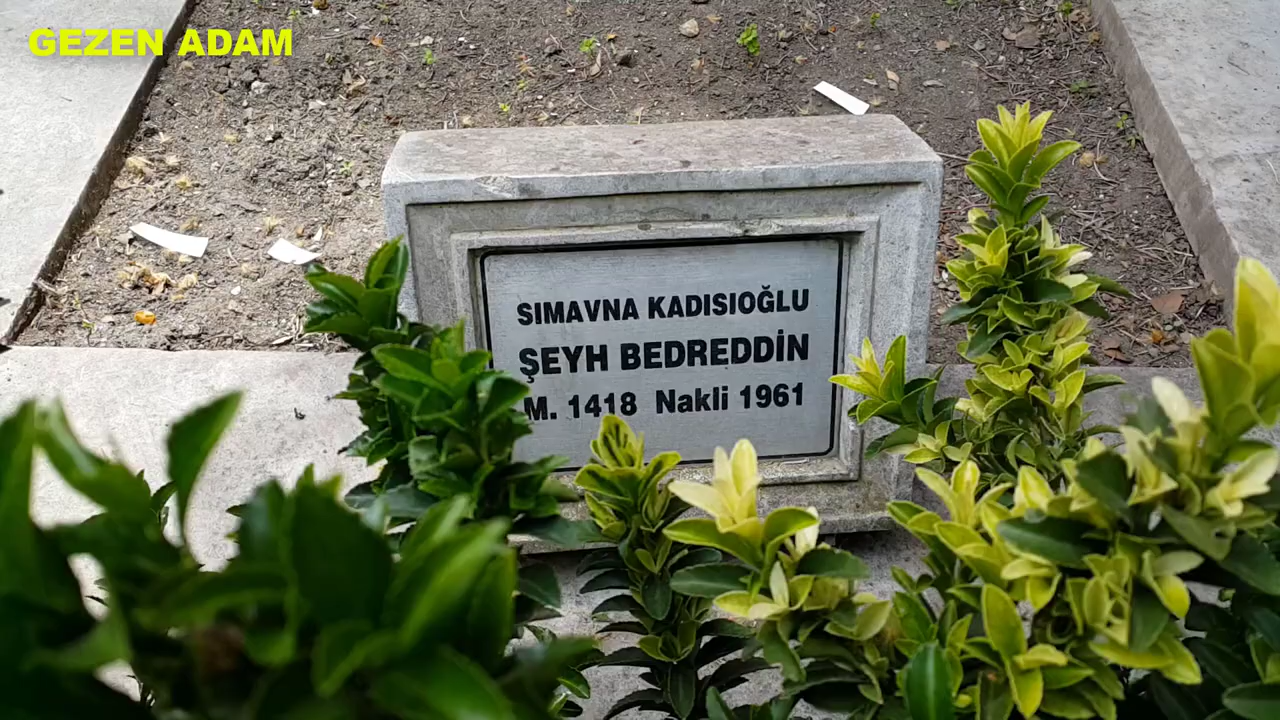 GEZEN ADAM
SIMAVNA KADISIOĞLU
ŞEYH BEDREDDİN
M. 1418 Nakli 1961